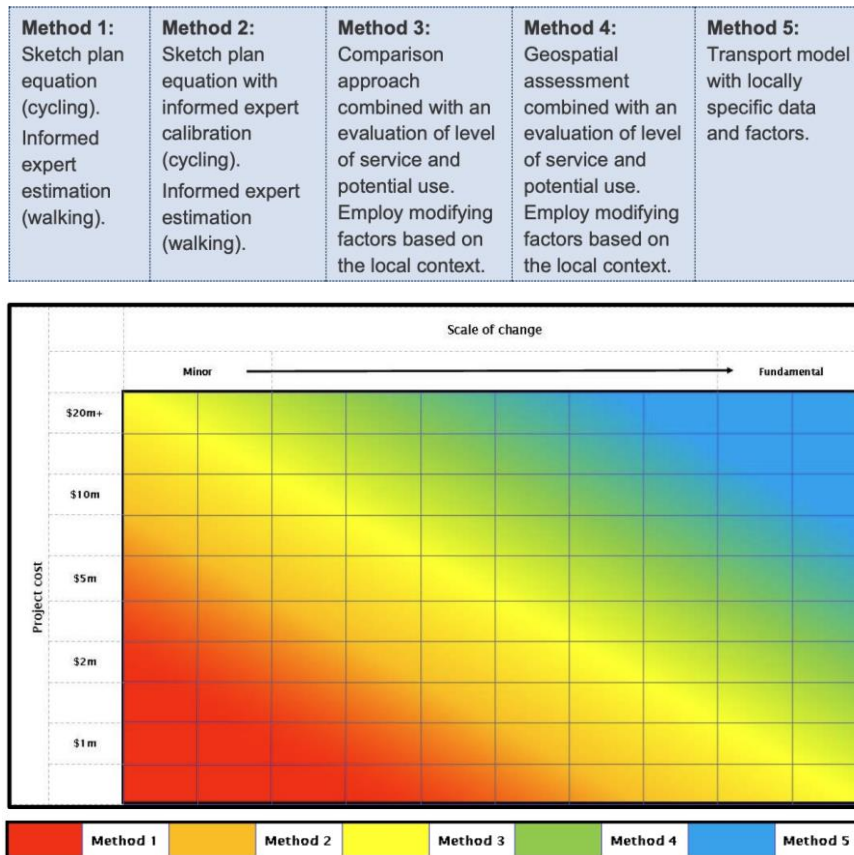 Method 1:
Sketch plan
equation
(cycling).
Informed
expert
estimation
(walking).
Method 2:
Sketch plan
equation with
informed expert
calibration
(cycling).
Informed expert
estimation
(walking).
Method 3:
Comparison
approach
combined with an
evaluation of level
of service and
potential use.
Employ modifying
factors based on
the local context.
Method 4:
Geospatial
assessment
combined with an
evaluation of level
of service and
potential use.
Employ modifying
factors based on
the local context.
Method 5:
Transport model
with locally
specific data
and factors.
Scale of change
Minor
Fundamental
Project cost
$20m+
$10m
$5m
$2m
$1m
Method 1
Method 2
Method 3
Method 4
Method 5